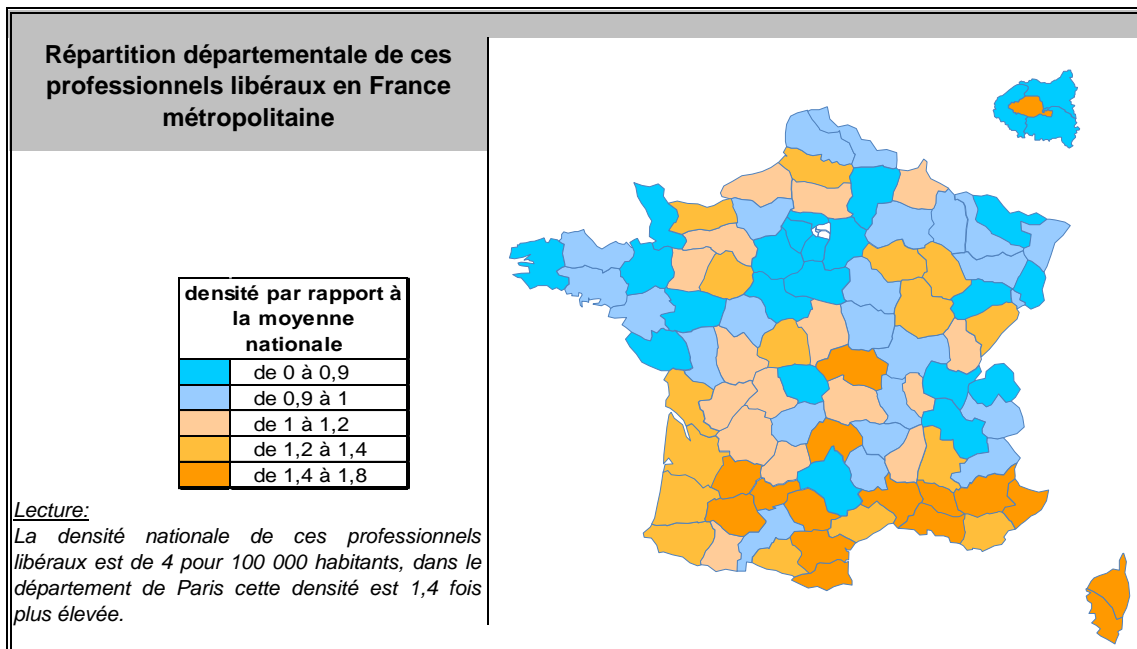 Répartition départementale de ces
professionnels libéraux en France
métropolitaine
densité par rapport à
la moyenne
nationale
de 0 à 0,9
de 0,9 à 1
de 1 à 1,2
de 1,2 à 1,4
de 1,4 à 1,8
Lecture:
La densité nationale de ces professionnels
libéraux est de 4 pour 100 000 habitants, dans le
département de Paris cette densité est 1,4 fois
plus élevée.